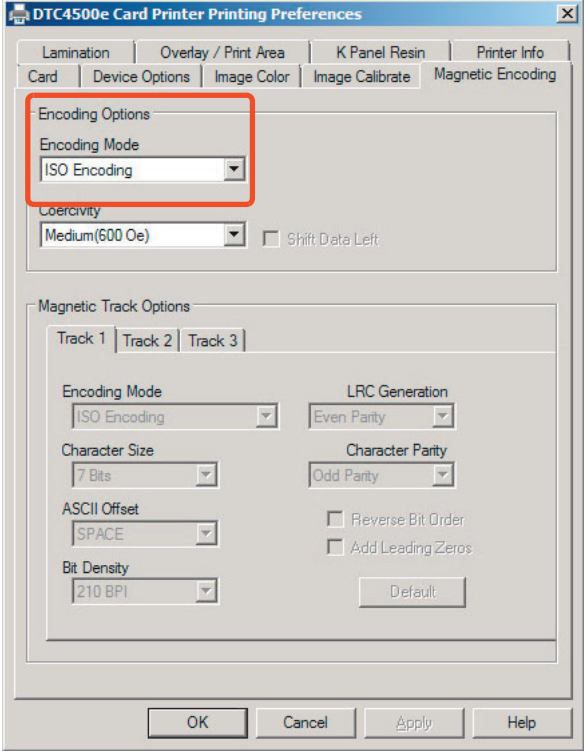 DTC4500e Card Printer Printing Preferences
Lamination Overlay / Print Area K Panel Resin Printer Info
Card Device Options Image Color Image Calibrate Magnetic Encoding
Encoding Options
Encoding Mode
ISO Encoding
Coercivity
Medium(600 Oe) Shift Data Left
Magnetic Track Options
Track 1 Track 2 Track 3
Encoding Mode LRC Generation
ISO Encoding Even Parity
Character Size Character Parity
7 Bits Odd Parity
ASCII Offset Reverse Bit Order
SPACE Add Leading Zeros
Bit Density
210 BPI Default
OK Cancel Apply Help